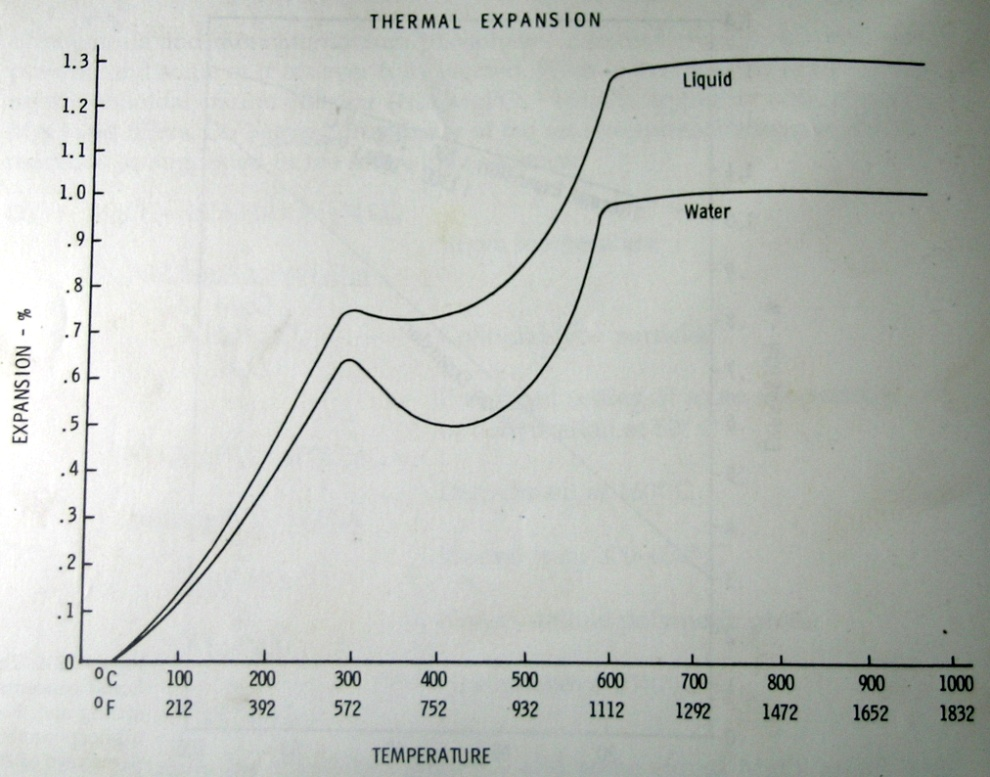 THERMAL EXPANSION
1.3
Liquid
1.2
1.1
1.0
Water
.9
.8
.7
.6
.5
.4
.3
.2
.1
0
EXPANSION - %
°C 100 200 300 400 500 600 700 800 900 1000
°F 212 392 572 752 932 1112 1292 1472 1652 1832
TEMPERATURE